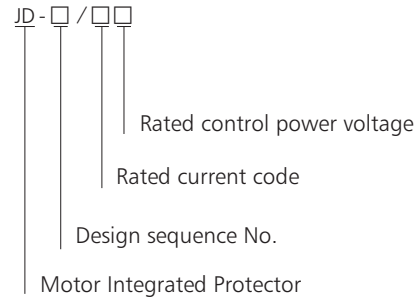 JD-□/□□
Rated control power voltage
Rated current code
Design sequence No.
Motor Integrated Protector